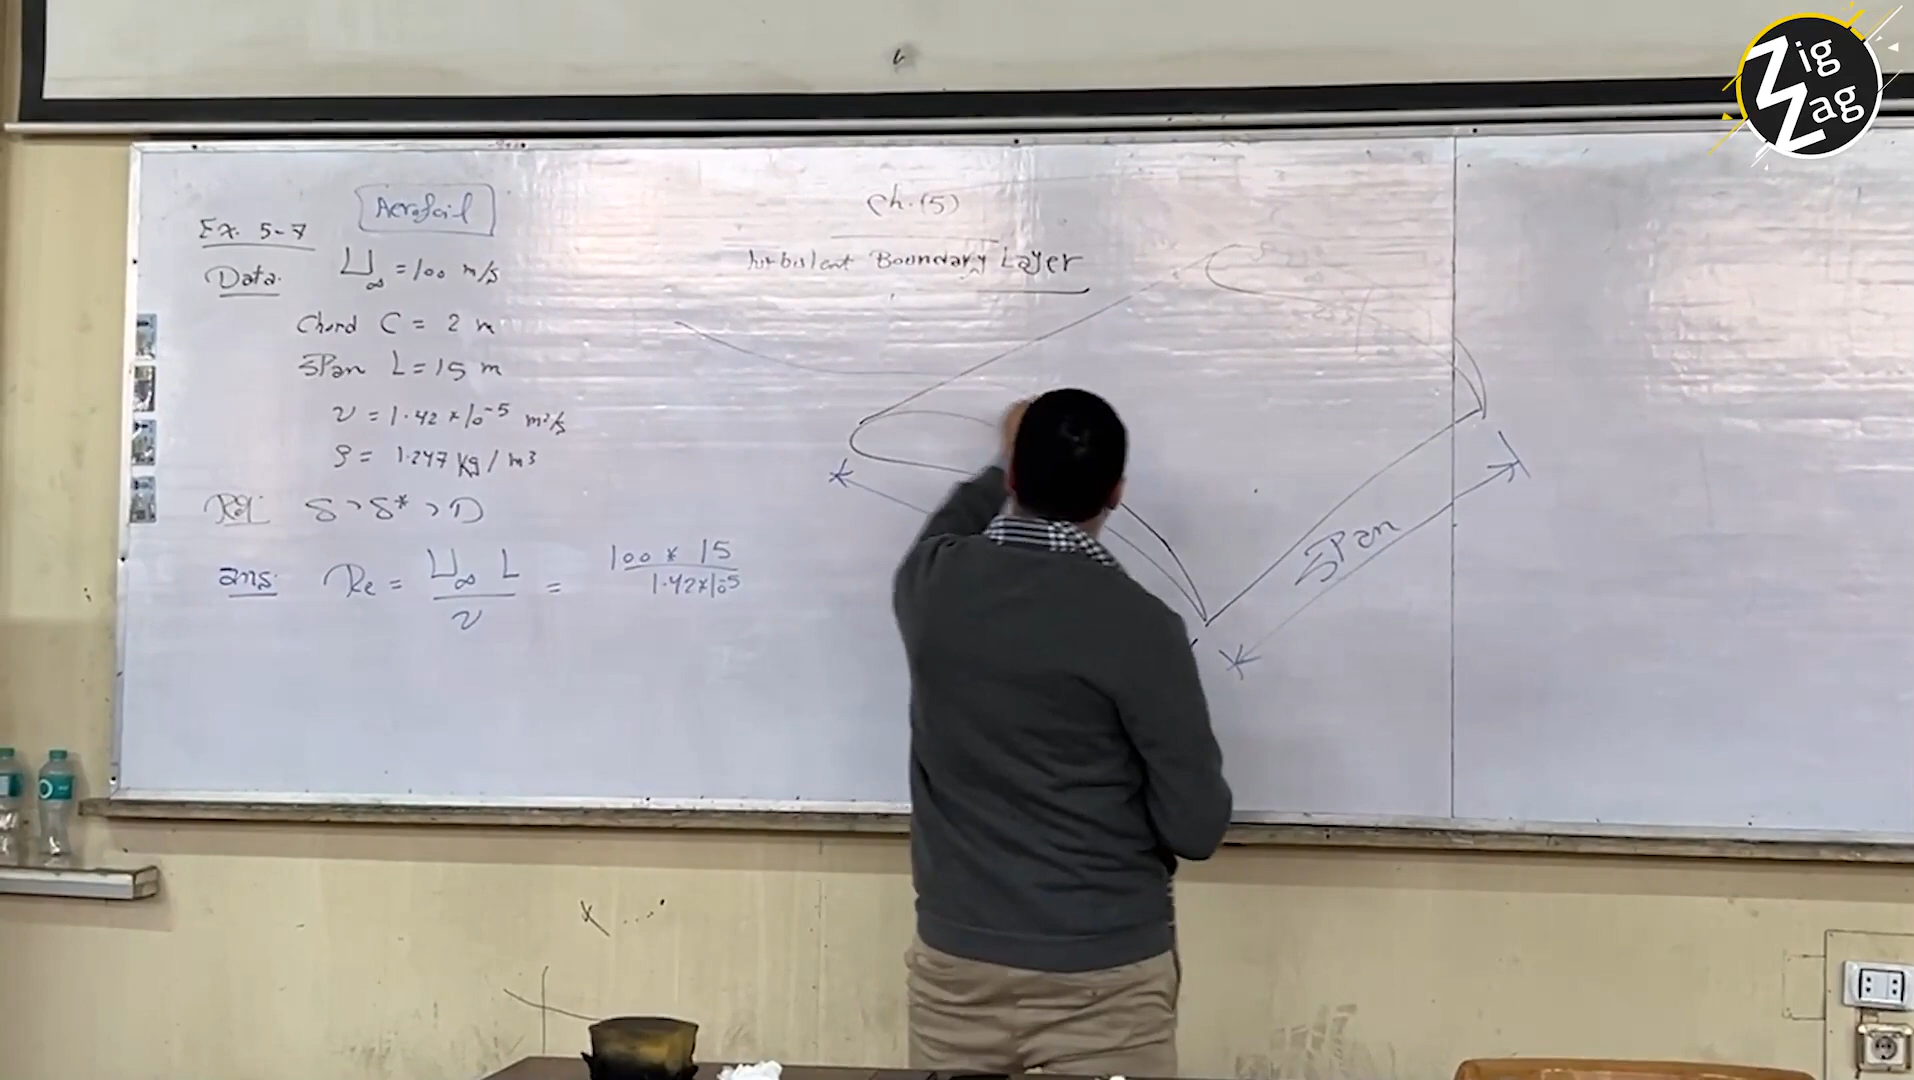 Zig Zag
Aerofoil
Ex. 5-7
Data:
U∞ = 100 m/s
Chord C = 2 m
Span L = 15 m
ν = 1.42 * 10^-5 m²/s
ρ = 1.247 kg/m³
Req: δ, δ*, D
ans: Re = U∞ L / ν = 100 * 15 / 1.42*10^-5
Ch. (5)
Turbulent Boundary Layer
Span